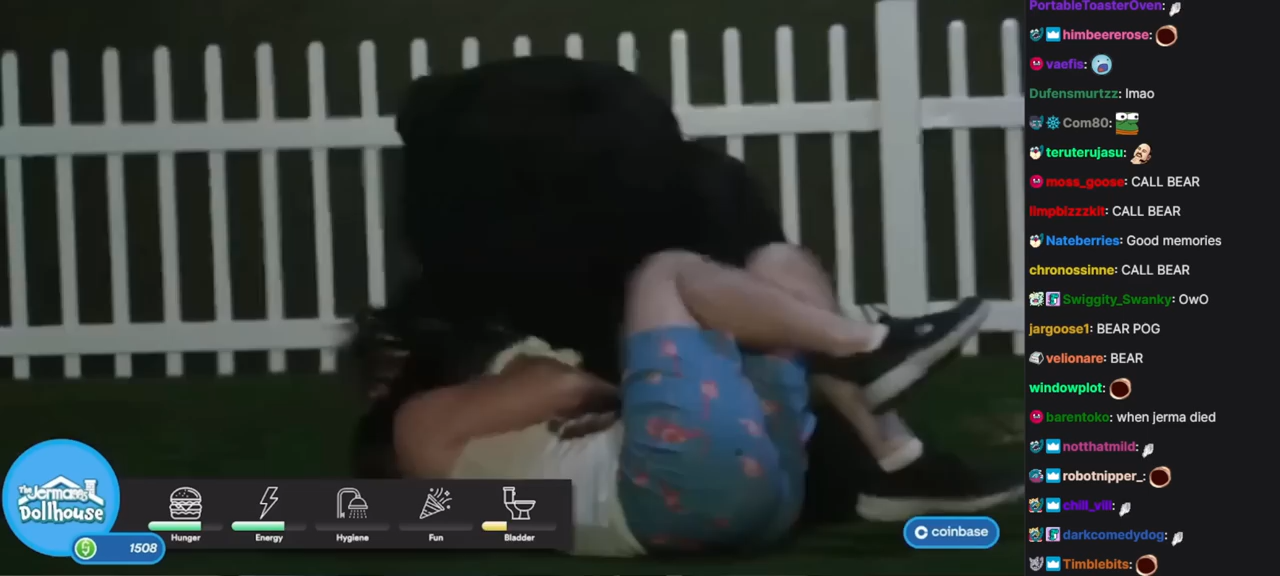 PortableToasterOven:
himbeererose:
vaefis:
Dufensmurtzz: lmao
Com80:
teruterujasu:
moss_goose: CALL BEAR
limpbizzzkit: CALL BEAR
Nateberries: Good memories
chronossinne: CALL BEAR
Swiggity_Swanky: OwO
jargoose1: BEAR POG
velionare: BEAR
windowplot:
barentoko: when jerma died
notthatmild:
robotnipper_:
chill_vill:
darkcomedydog:
Timblebits:
The Jerma985
Dollhouse
1508
Hunger
Energy
Hygiene
Fun
Bladder
coinbase